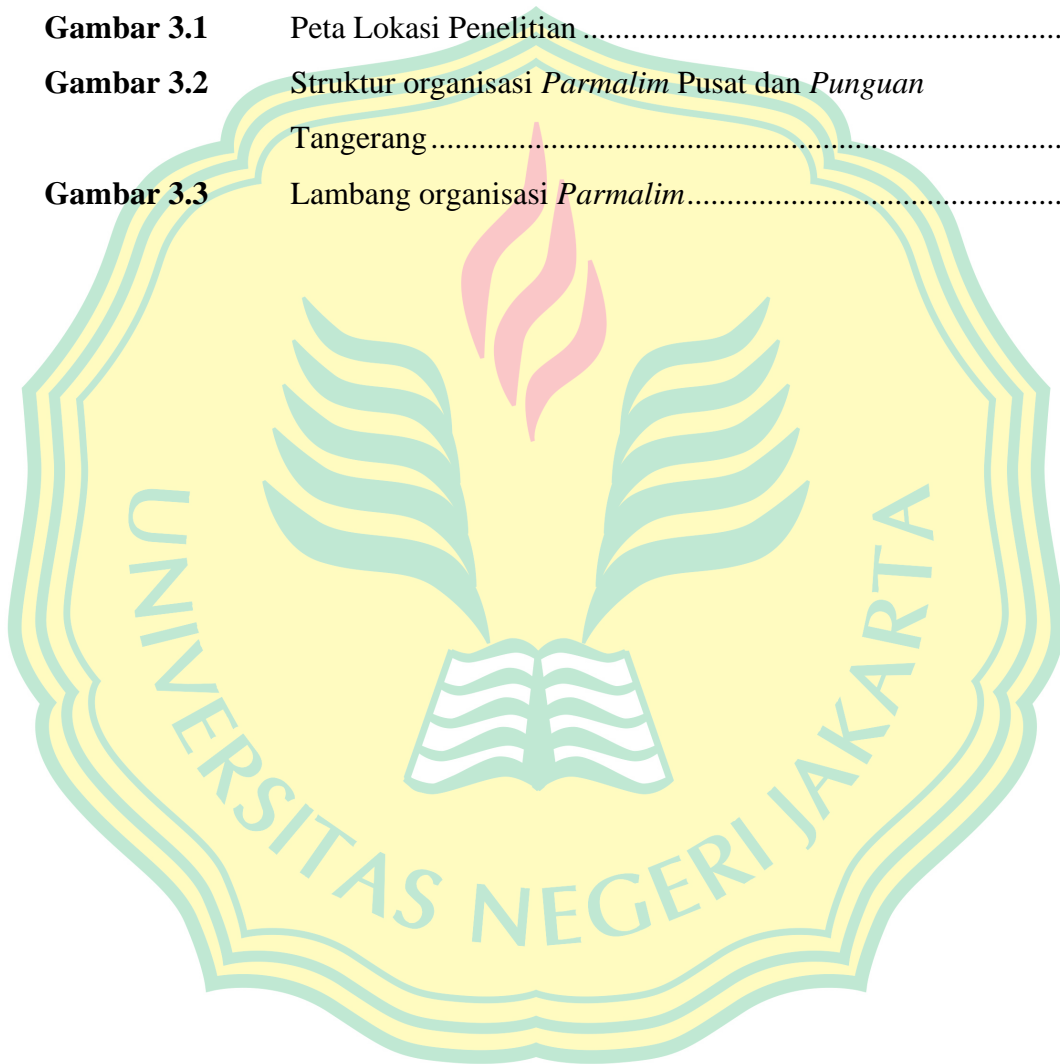 Gambar 3.1 Peta Lokasi Penelitian ............................................................
Gambar 3.2 Struktur organisasi Parmalim Pusat dan Punguan
Tangerang ................................................................................
Gambar 3.3 Lambang organisasi Parmalim ...............................................
UNIVERSITAS NEGERI JAKARTA